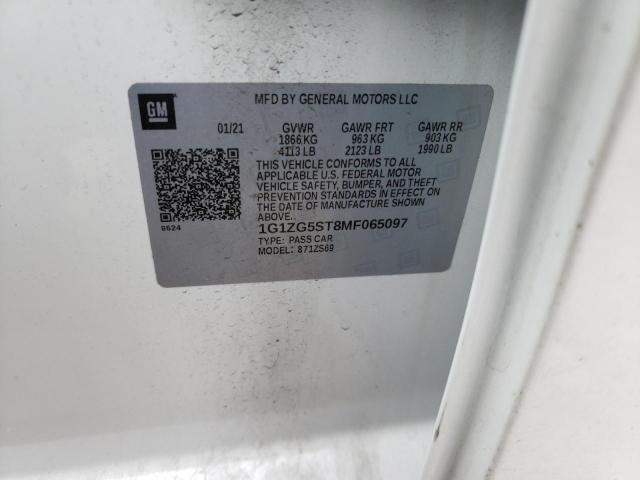 GM
MFD BY GENERAL MOTORS LLC
01/21 GVWR GAWR FRT GAWR RR
1866 KG 963 KG 903 KG
4113 LB 2123 LB 1990 LB
THIS VEHICLE CONFORMS TO ALL
APPLICABLE U.S. FEDERAL MOTOR
VEHICLE SAFETY, BUMPER, AND THEFT
PREVENTION STANDARDS IN EFFECT ON
THE DATE OF MANUFACTURE SHOWN
ABOVE.
8624
1G1ZG5ST8MF065097
TYPE: PASS CAR
MODEL: 871ZS69